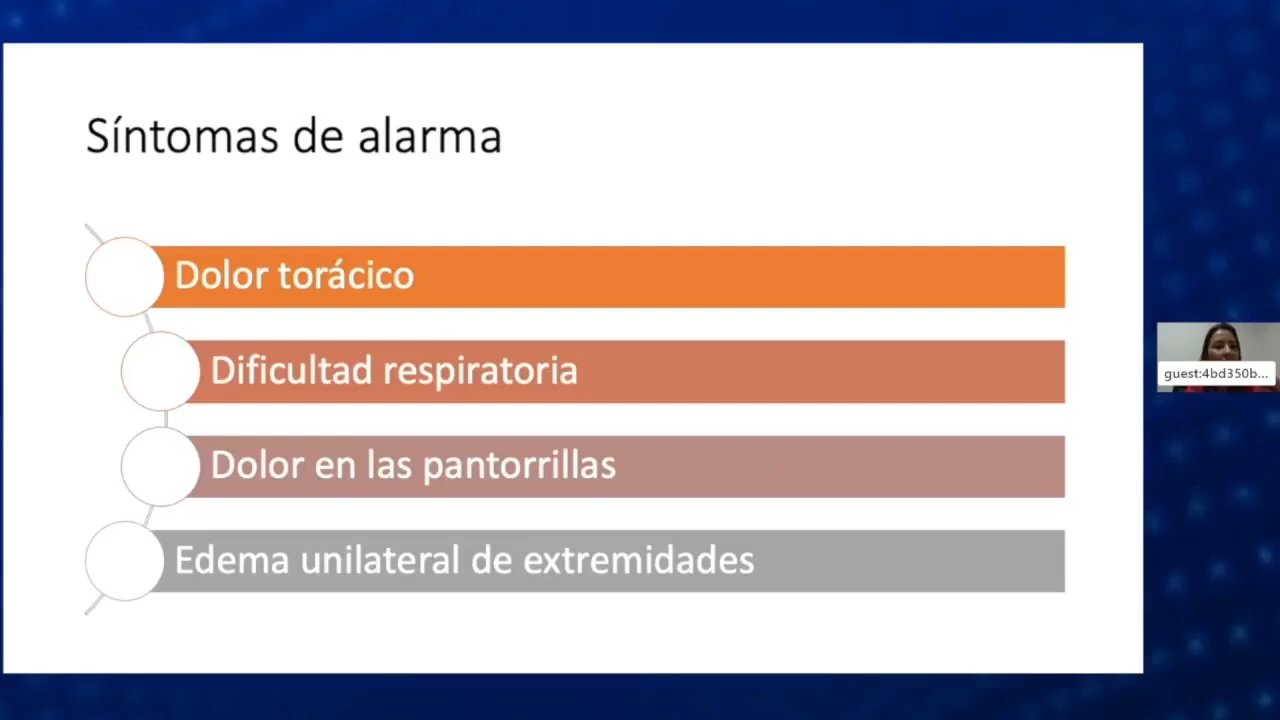 Síntomas de alarma
Dolor torácico
Dificultad respiratoria
Dolor en las pantorrillas
Edema unilateral de extremidades
guest:4bd350b...